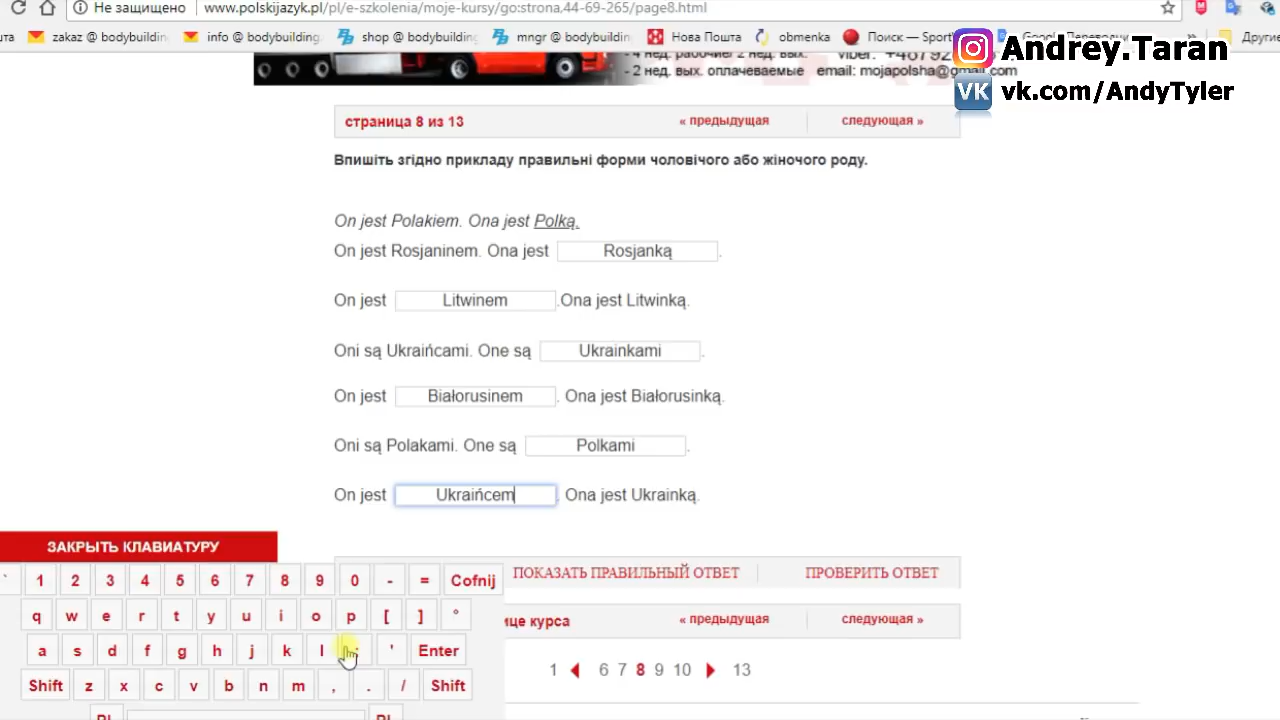 Не защищено www.polskijazyk.pl/pl/e-szkolenia/moje-kursy/go:strona,44-69-265/page8.html
та zakaz @ bodybuilding info @ bodybuilding. shop @ bodybuilding mngr @ bodybuilding Нова Пошта obmenka Поиск — Sport Другие
Andrey.Taran
vk.com/AndyTyler
- 2 нед. вых. оплачеваемые email: mojapolsha@gmail.com
страница 8 из 13 « предыдущая следующая »
Впишіть згідно прикладу правильні форми чоловічого або жіночого роду.
On jest Polakiem. Ona jest Polką.
On jest Rosjaninem. Ona jest Rosjanką .
On jest Litwinem .Ona jest Litwinką.
Oni są Ukraińcami. One są Ukrainkami .
On jest Białorusinem . Ona jest Białorusinką.
Oni są Polakami. One są Polkami .
On jest Ukraińcem . Ona jest Ukrainką.
ЗАКРЫТЬ КЛАВИАТУРУ
ПОКАЗАТЬ ПРАВИЛЬНЫЙ ОТВЕТ ПРОВЕРИТЬ ОТВЕТ
` 1 2 3 4 5 6 7 8 9 0 - = Cofnij
q w e r t y u i o p [ ] °
це курса « предыдущая следующая »
a s d f g h j k l ' Enter
1 6 7 8 9 10 13
Shift z x c v b n m , . / Shift